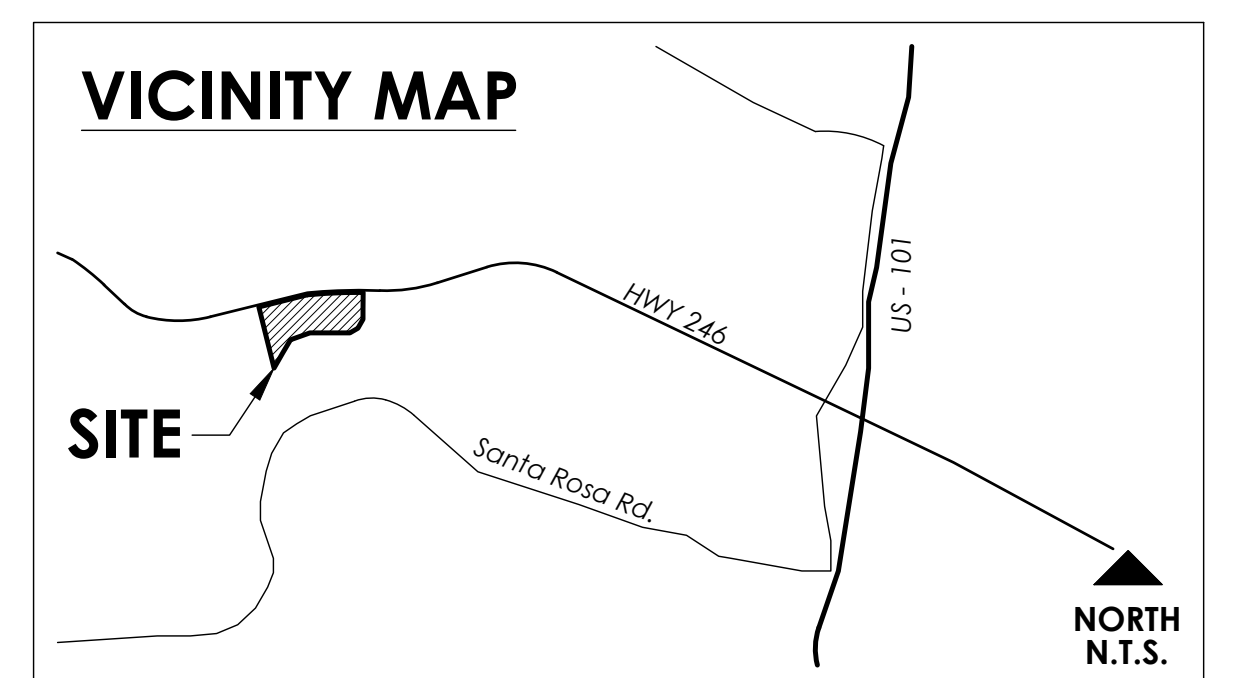 VICINITY MAP
US - 101
HWY 246
SITE
Santa Rosa Rd.
NORTH
N.T.S.